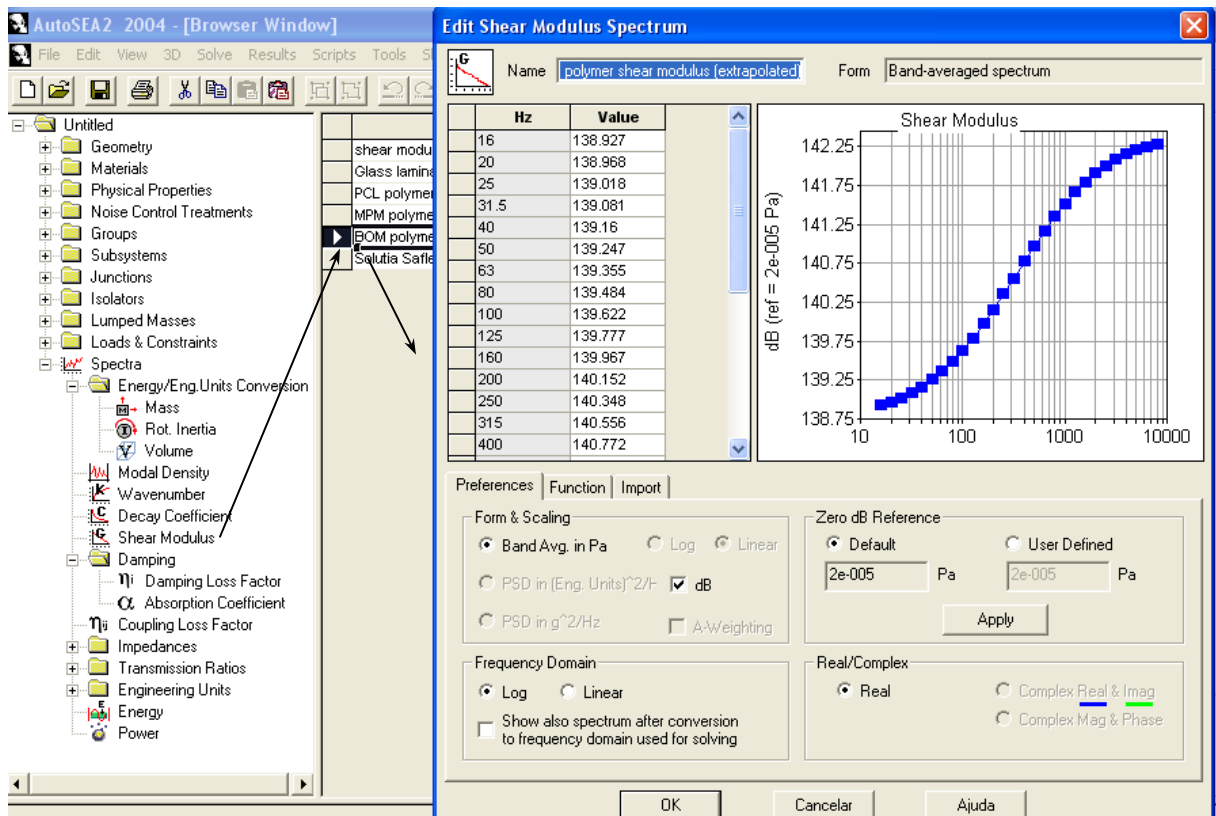 AutoSEA2 2004 - [Browser Window]
File Edit View 3D Solve Results Scripts Tools
Untitled
Geometry
Materials
Physical Properties
Noise Control Treatments
Groups
Subsystems
Junctions
Isolators
Lumped Masses
Loads & Constraints
Spectra
Energy/Eng.Units Conversion
Mass
Rot. Inertia
Volume
Modal Density
Wavenumber
Decay Coefficient
Shear Modulus
Damping
ηi Damping Loss Factor
α Absorption Coefficient
ηij Coupling Loss Factor
Impedances
Transmission Ratios
Engineering Units
Energy
Power
shear modu
Glass lamina
PCL polymer
MPM polyme
BOM polyme
Solutia Safle
Edit Shear Modulus Spectrum
G
Name polymer shear modulus (extrapolated) Form Band-averaged spectrum
Hz Value
16 138.927
20 138.968
25 139.018
31.5 139.081
40 139.16
50 139.247
63 139.355
80 139.484
100 139.622
125 139.777
160 139.967
200 140.152
250 140.348
315 140.556
400 140.772
Shear Modulus
dB (ref = 2e-005 Pa)
142.25
141.75
141.25
140.75
140.25
139.75
139.25
138.75
10 100 1000 10000
Preferences Function Import
Form & Scaling
Band Avg. in Pa Log Linear
PSD in (Eng. Units)^2/H dB
PSD in g^2/Hz A-Weighting
Zero dB Reference
Default User Defined
2e-005 Pa 2e-005 Pa
Apply
Frequency Domain
Log Linear
Show also spectrum after conversion
to frequency domain used for solving
Real/Complex
Real Complex Real & Imag
Complex Mag & Phase
OK Cancelar Ajuda